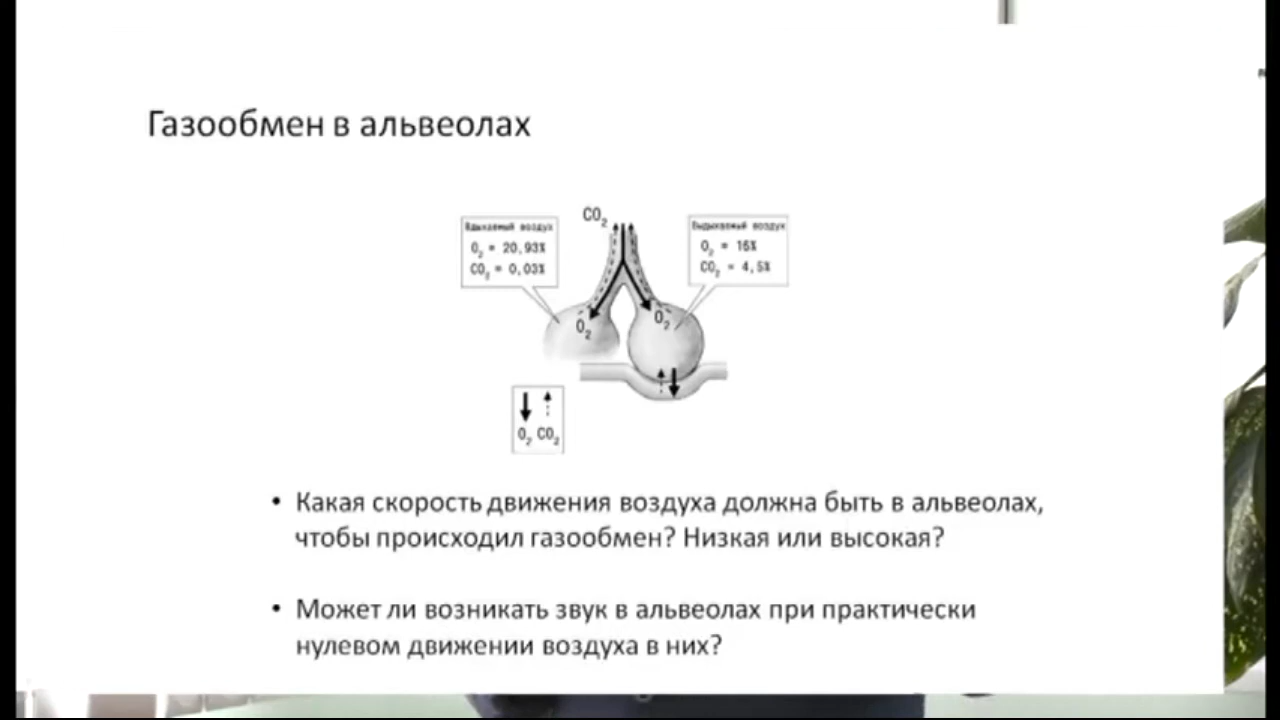 Газообмен в альвеолах
CO₂
Вдыхаемый воздух
O₂ = 20,93%
CO₂ = 0,03%
Выдыхаемый воздух
O₂ = 16%
CO₂ = 4,5%
O₂
O₂
O₂ CO₂
• Какая скорость движения воздуха должна быть в альвеолах,
чтобы происходил газообмен? Низкая или высокая?
• Может ли возникать звук в альвеолах при практически
нулевом движении воздуха в них?